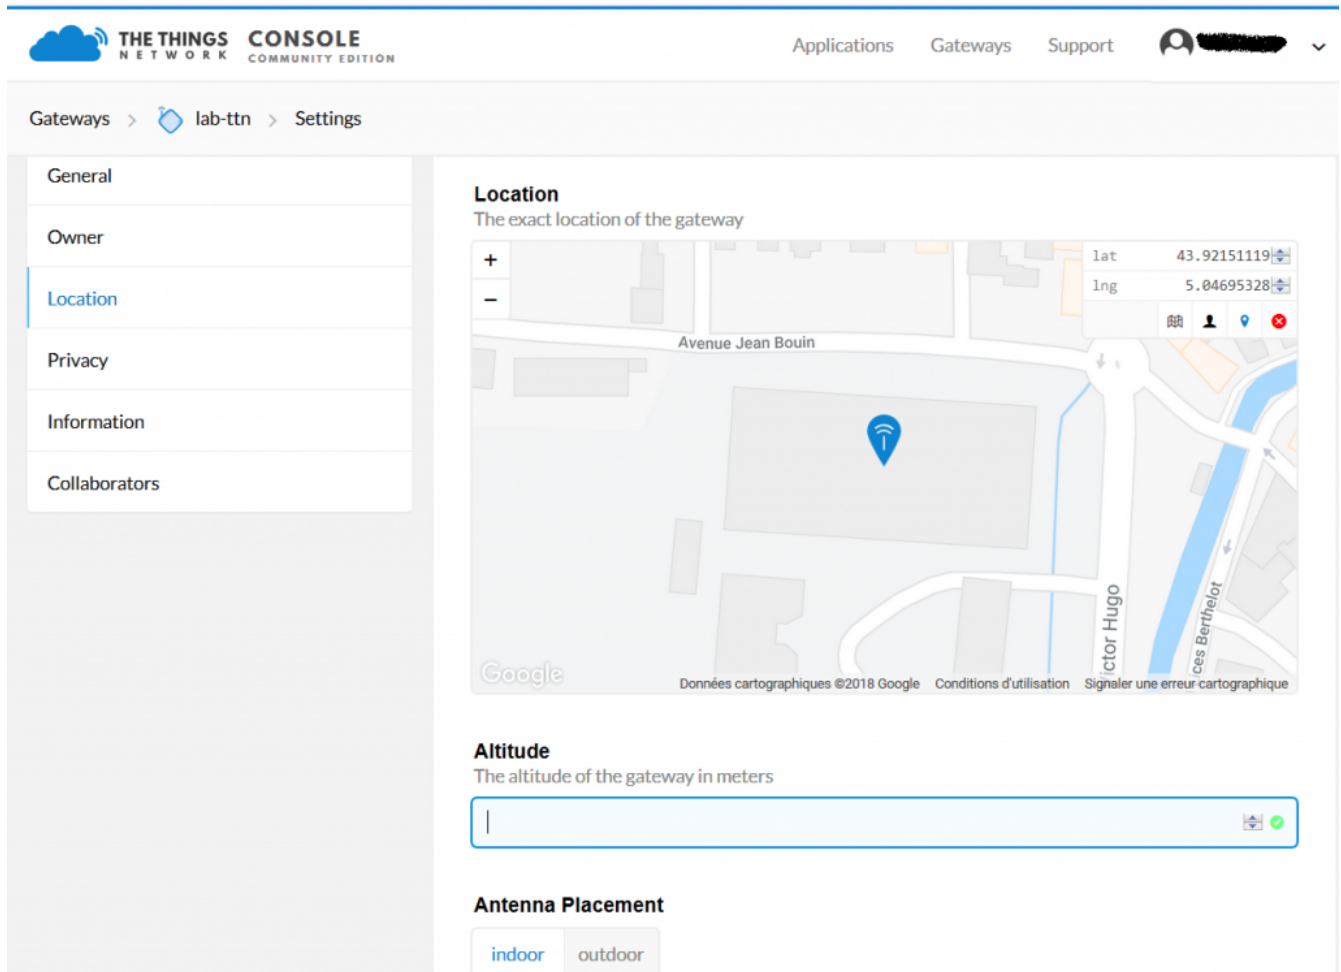 THE THINGS CONSOLE
NETWORK COMMUNITY EDITION
Applications Gateways Support
Gateways > lab-ttn > Settings
General
Owner
Location
Privacy
Information
Collaborators
Location
The exact location of the gateway
+
−
lat 43.92151119
lng 5.04695328
Avenue Jean Bouin
ictor Hugo
ces Berthelot
Google
Données cartographiques ©2018 Google Conditions d'utilisation Signaler une erreur cartographique
Altitude
The altitude of the gateway in meters
Antenna Placement
indoor outdoor